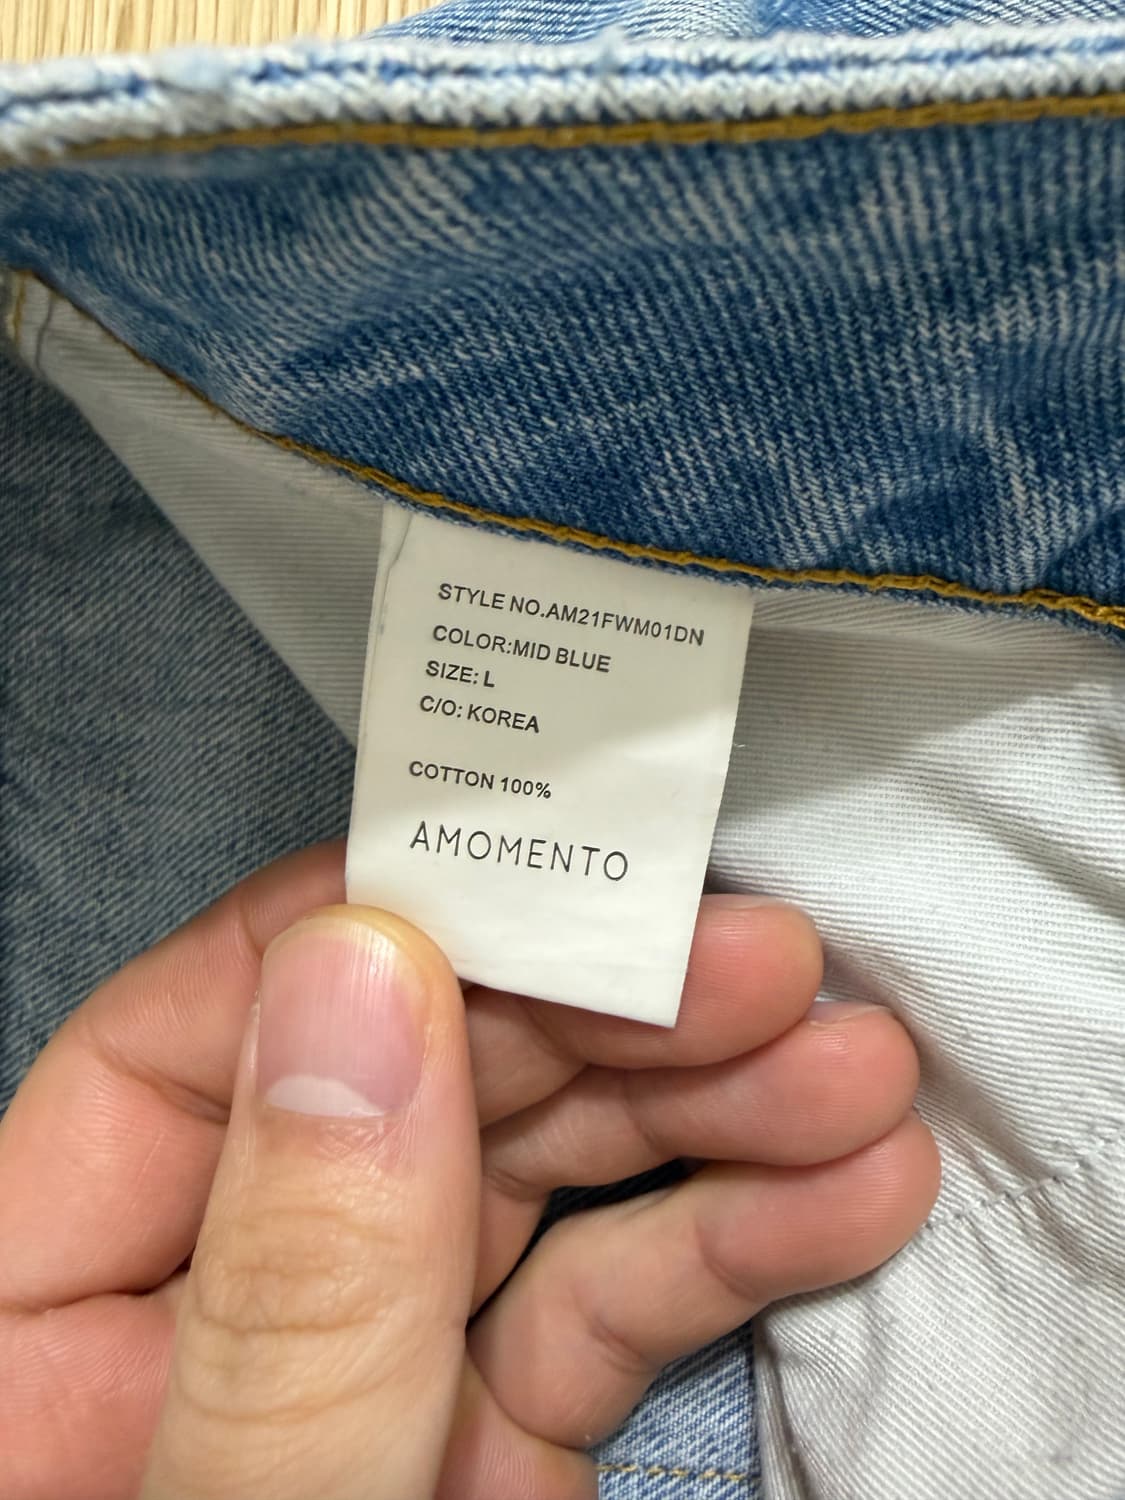 STYLE NO.AM21FWM01DN
COLOR:MID BLUE
SIZE: L
C/O: KOREA
COTTON 100%
AMOMENTO